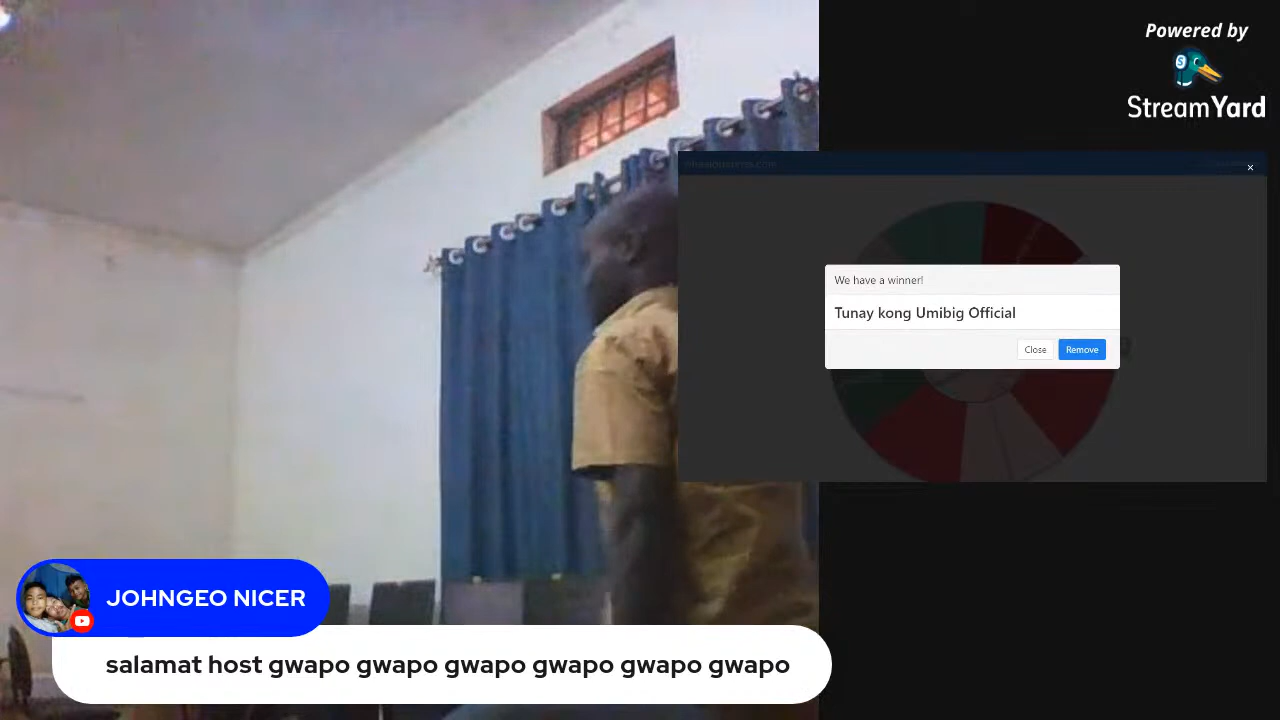 Powered by
StreamYard
We have a winner!
Tunay kong Umibig Official
Close
Remove
JOHNGEO NICER
salamat host gwapo gwapo gwapo gwapo gwapo gwapo